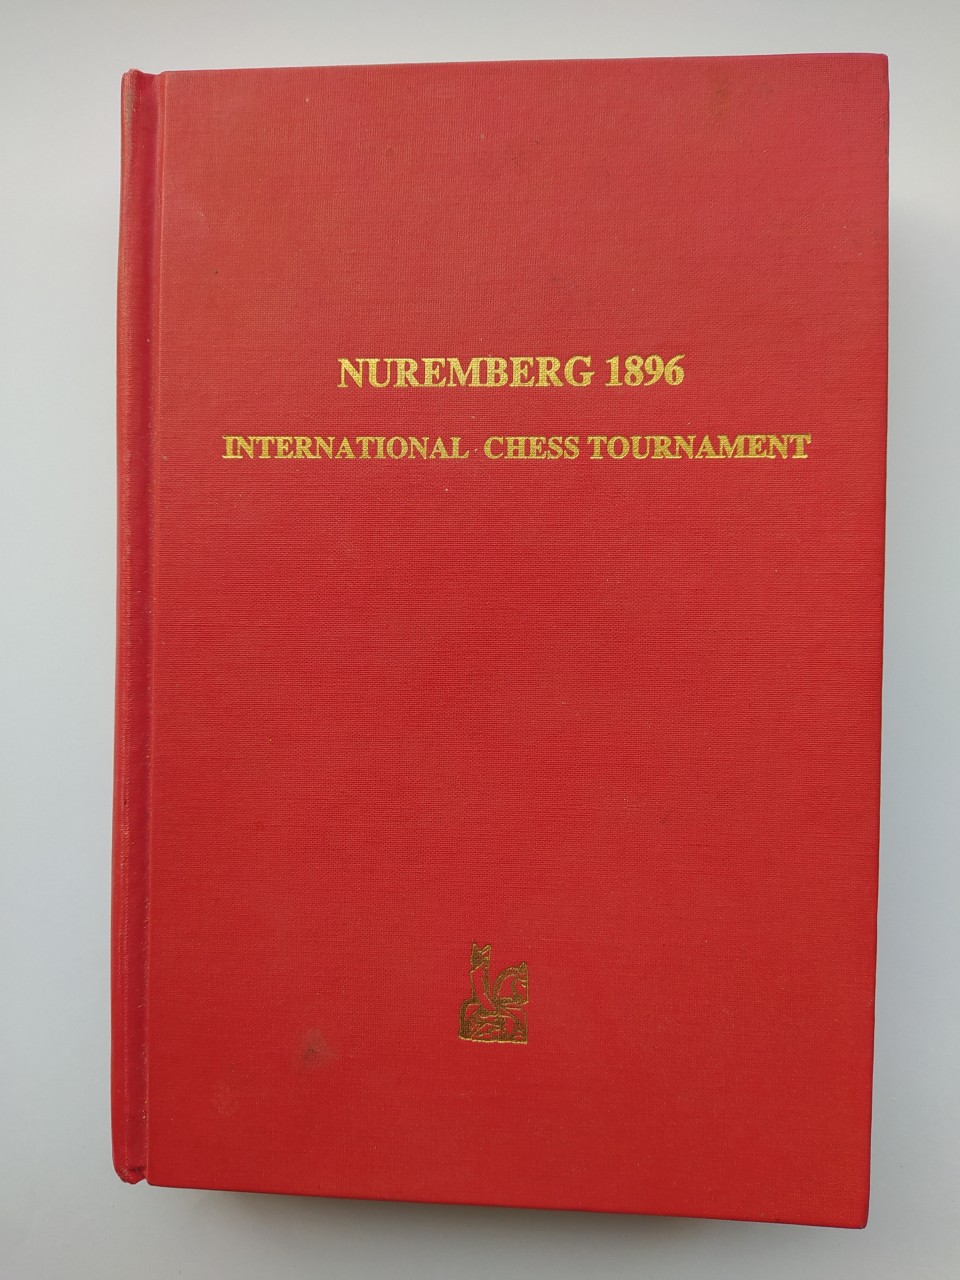 NUREMBERG 1896
INTERNATIONAL CHESS TOURNAMENT